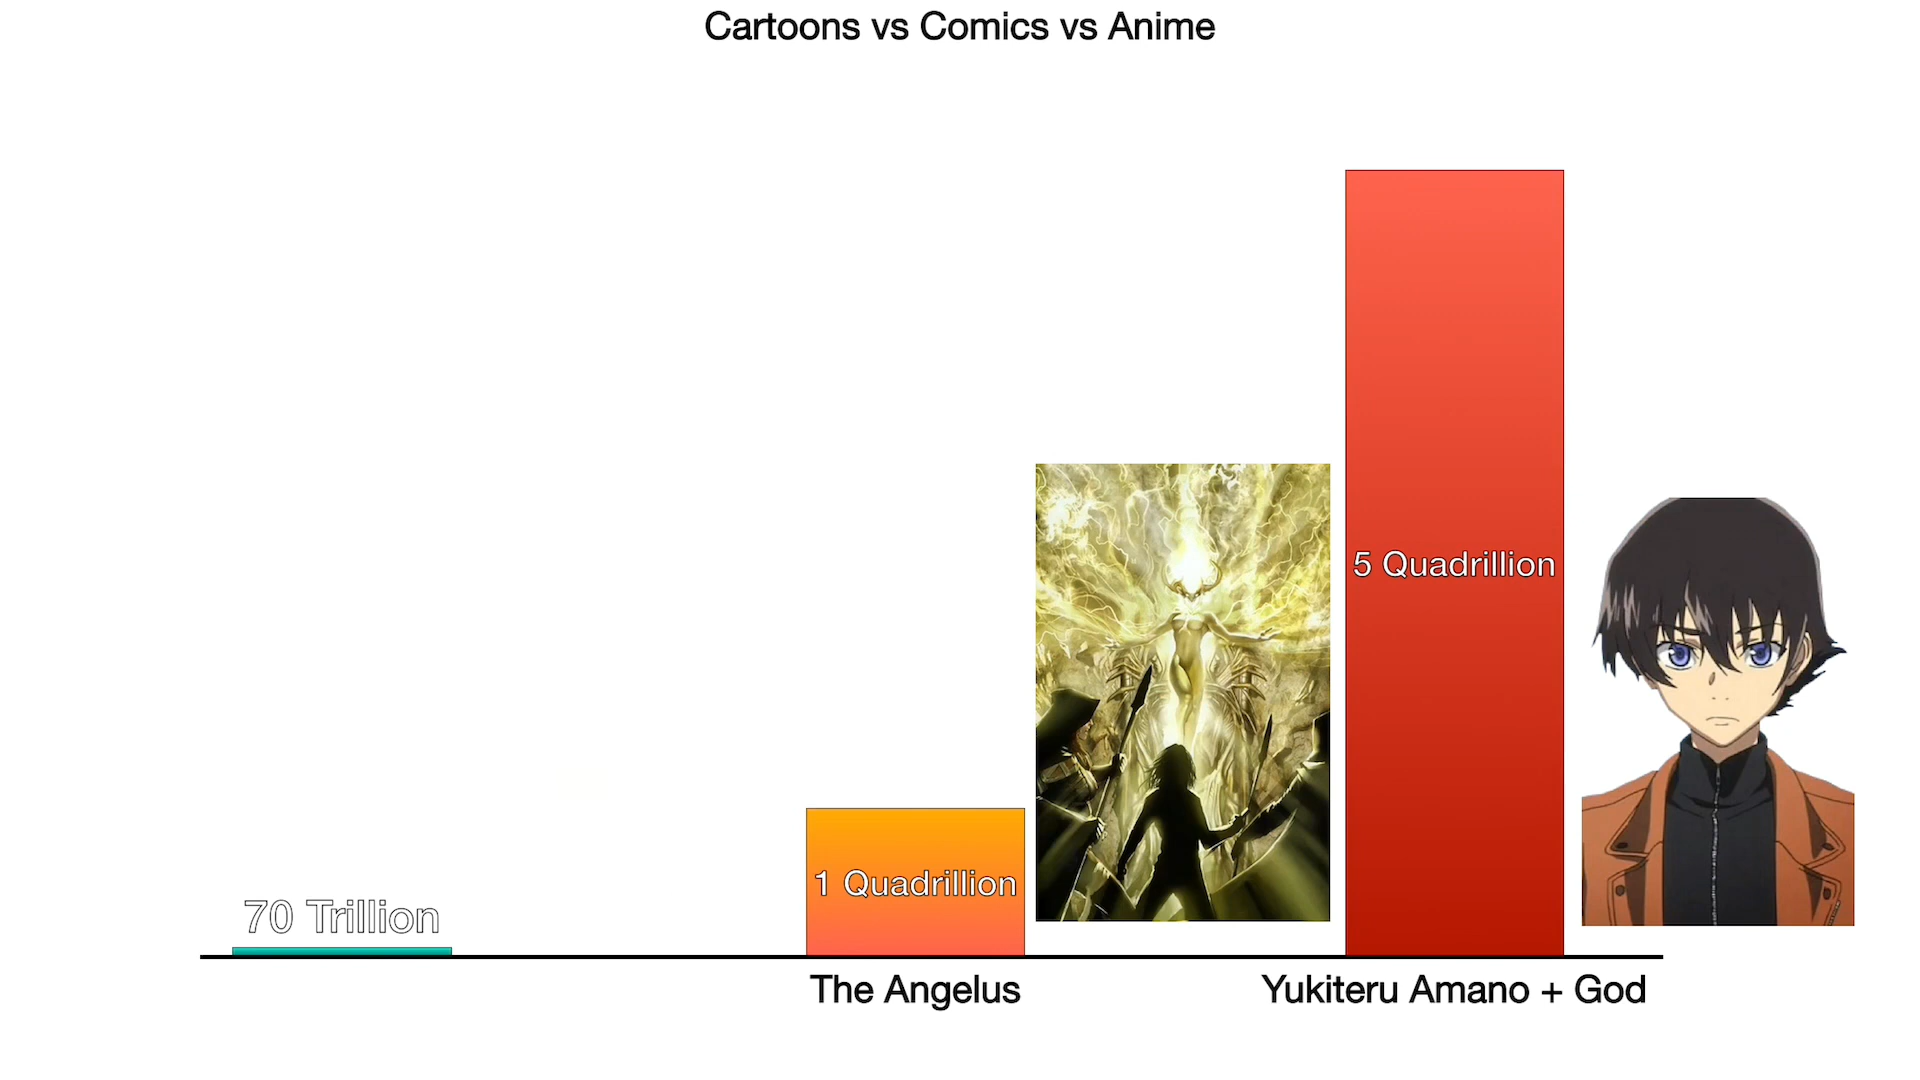 Cartoons vs Comics vs Anime
5 Quadrillion
1 Quadrillion
70 Trillion
The Angelus
Yukiteru Amano + God